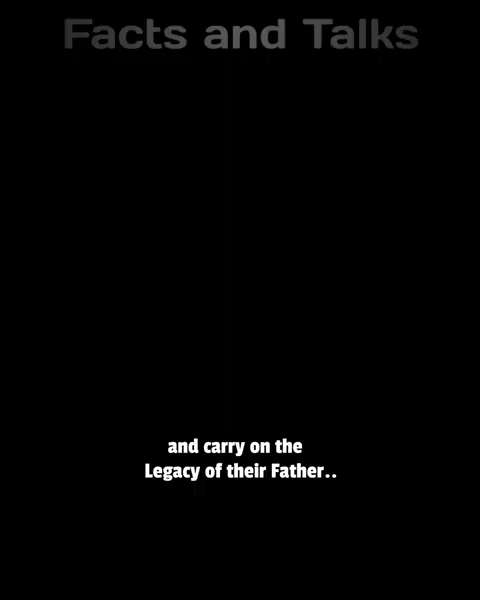 Facts and Talks
and carry on the
Legacy of their Father..